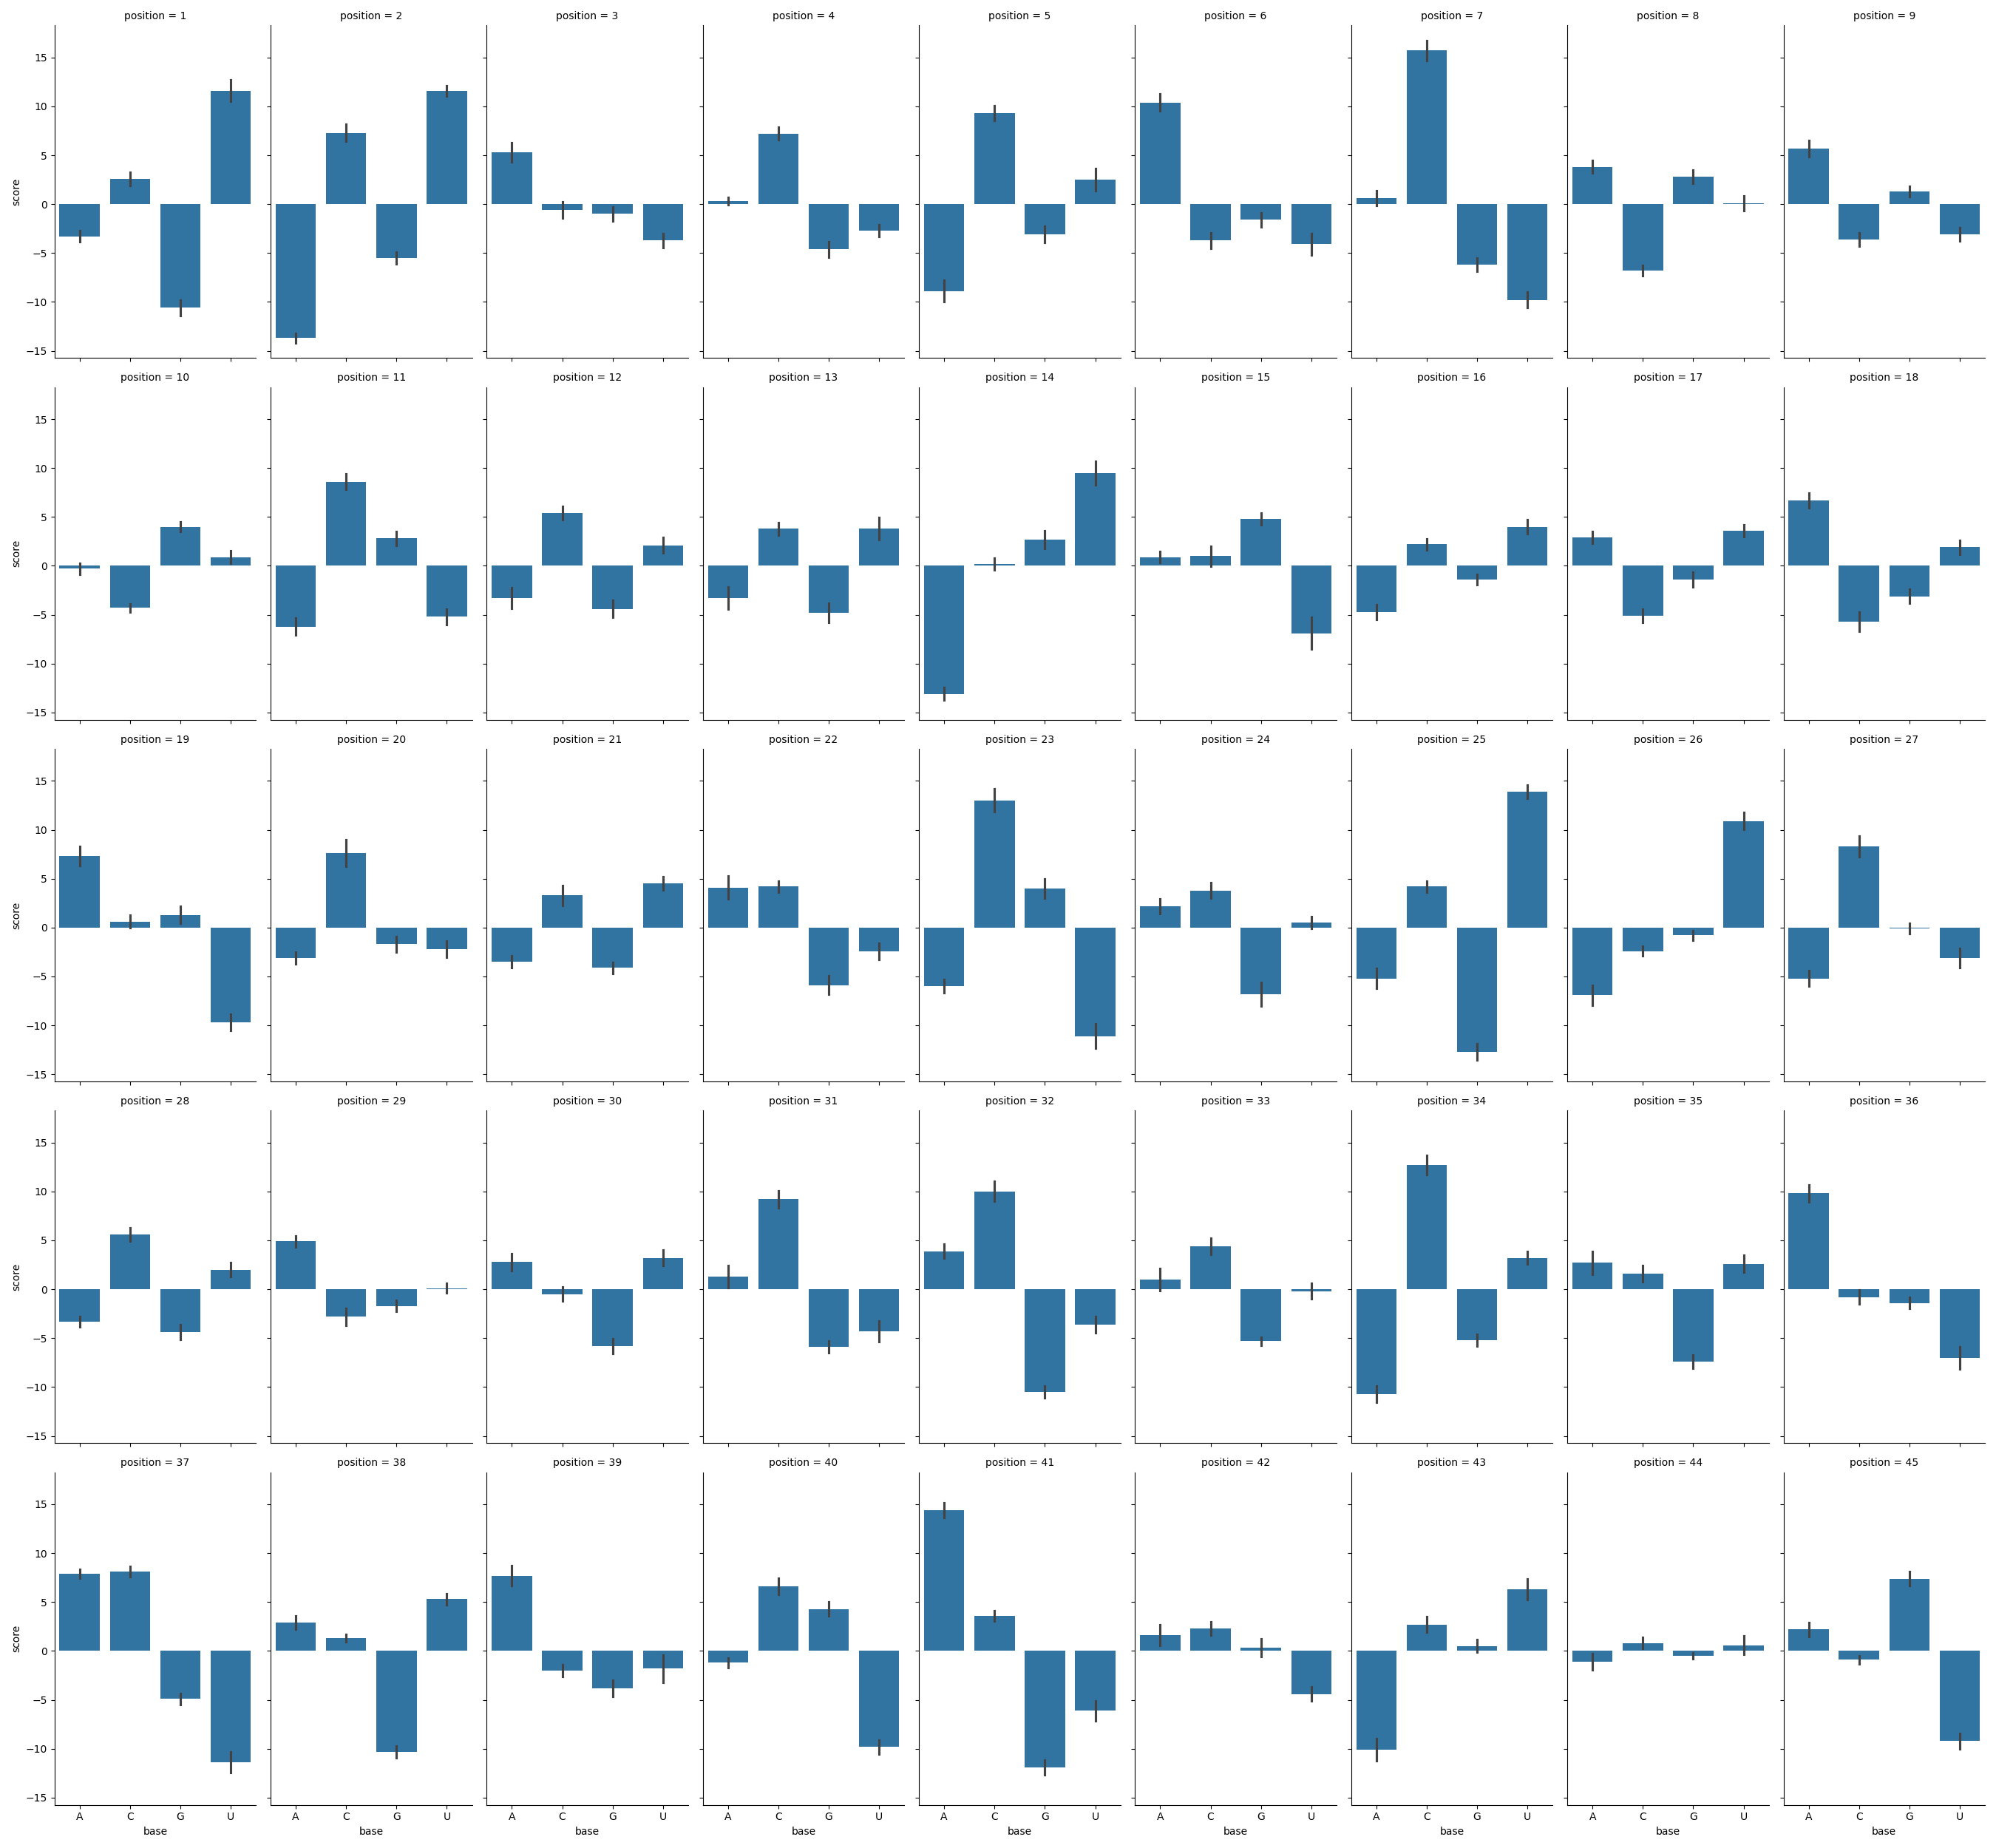 position = 1 position = 2 position = 3 position = 4 position = 5 position = 6 position = 7 position = 8 position = 9
15
10
5
0
−5
−10
−15
score
position = 10 position = 11 position = 12 position = 13 position = 14 position = 15 position = 16 position = 17 position = 18
15
10
5
0
−5
−10
−15
score
position = 19 position = 20 position = 21 position = 22 position = 23 position = 24 position = 25 position = 26 position = 27
15
10
5
0
−5
−10
−15
score
position = 28 position = 29 position = 30 position = 31 position = 32 position = 33 position = 34 position = 35 position = 36
15
10
5
0
−5
−10
−15
score
position = 37 position = 38 position = 39 position = 40 position = 41 position = 42 position = 43 position = 44 position = 45
15
10
5
0
−5
−10
−15
score
A C G U A C G U A C G U A C G U A C G U A C G U A C G U A C G U A C G U
base base base base base base base base base